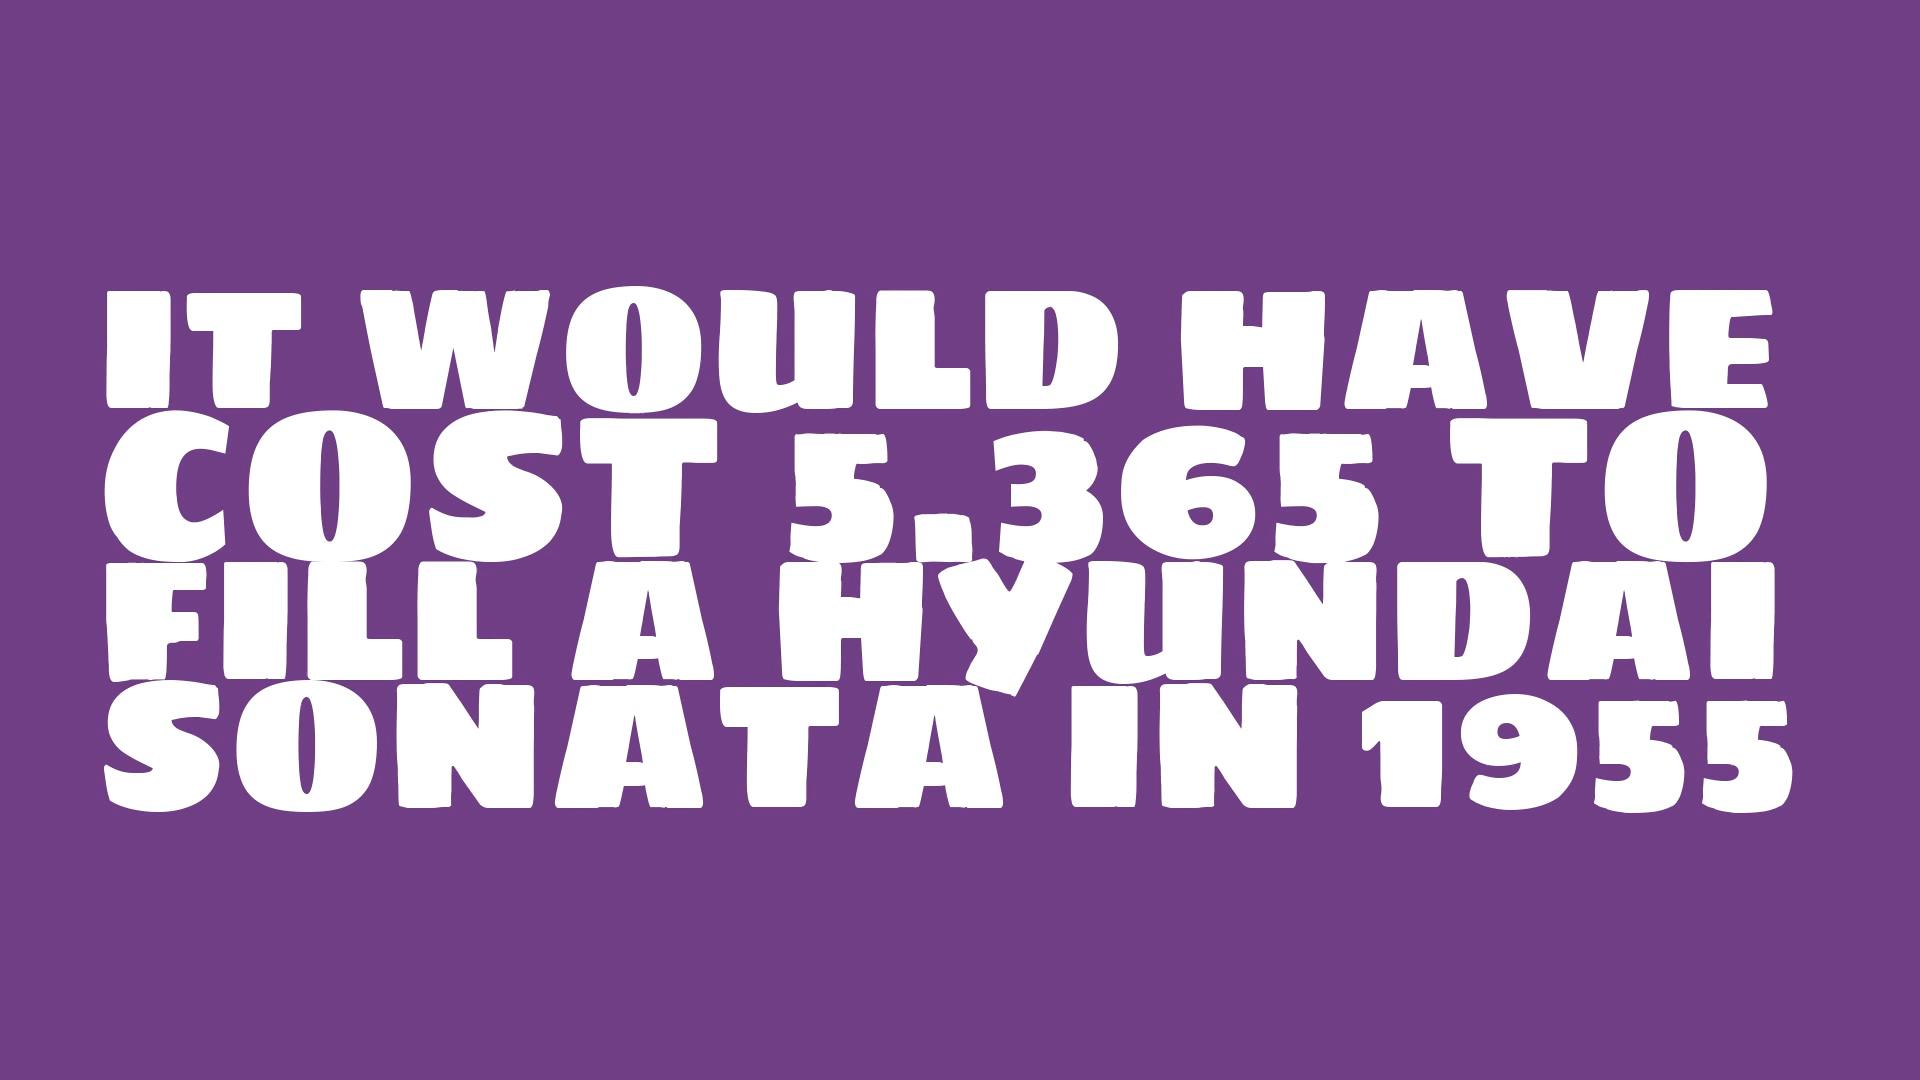 IT WOULD HAVE
COST 5.365 TO
FILL A HYUNDAI
SONATA IN 1955